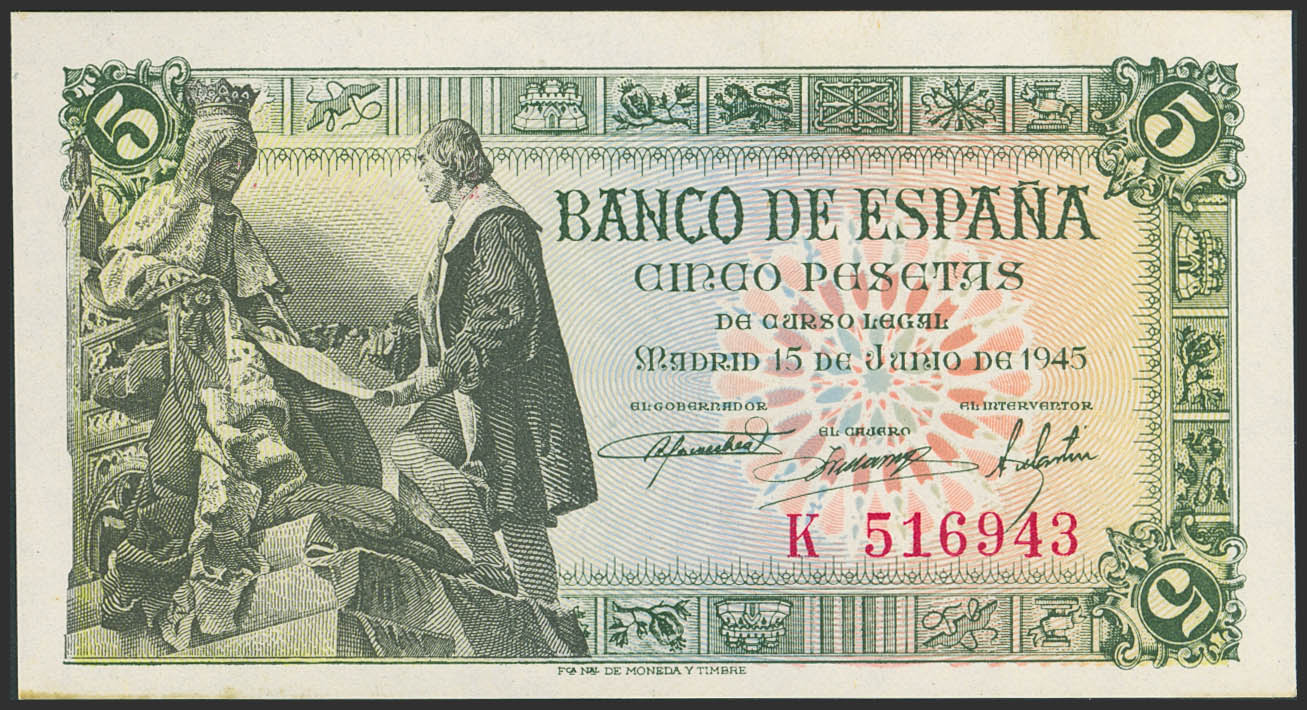 5
5
BANCO DE ESPAÑA
CINCO PESETAS
DE CURSO LEGAL
MADRID 15 DE JUNIO DE 1945
EL GOBERNADOR
EL INTERVENTOR
EL CAJERO
K 516943
5
FCA NAL DE MONEDA Y TIMBRE